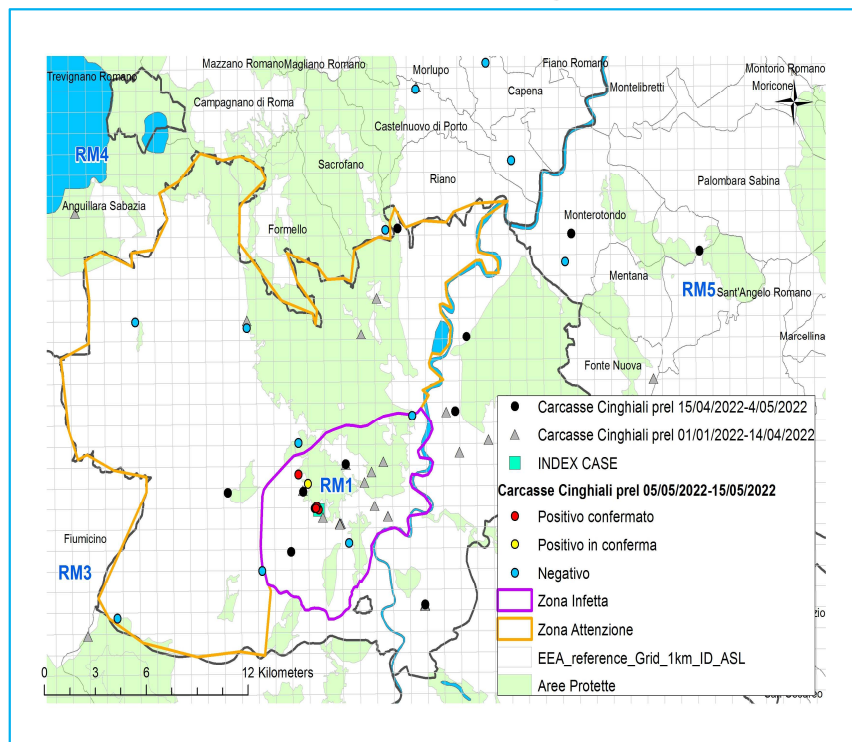 Mazzano Romano
Magliano Romano
Fiano Romano
Trevignano Romano
Morlupo
Montorio Romano
Capena
Montelibretti
Moricone
Campagnano di Roma
Castelnuovo di Porto
RM4
Sacrofano
Riano
Palombara Sabina
Anguillara Sabazia
Monterotondo
Formello
Mentana
RM5
Sant'Angelo Romano
Marcellina
Fonte Nuova
Carcasse Cinghiali prel 15/04/2022-4/05/2022
Carcasse Cinghiali prel 01/01/2022-14/04/2022
INDEX CASE
RM1
Carcasse Cinghiali prel 05/05/2022-15/05/2022
Positivo confermato
Fiumicino
Positivo in conferma
RM3
Negativo
Zona Infetta
Zona Attenzione
EEA_reference_Grid_1km_ID_ASL
Aree Protette
0 3 6 12 Kilometers